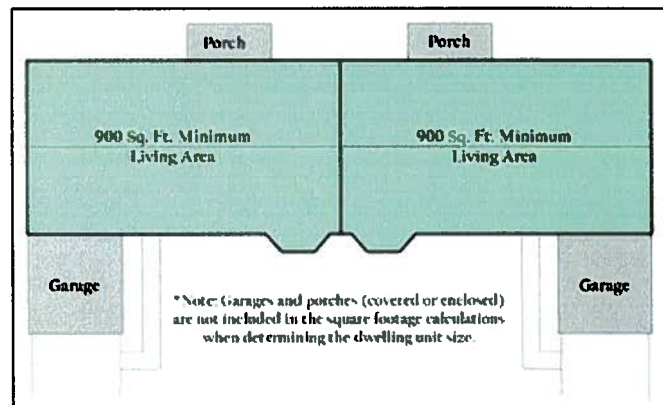 Porch
Porch
900 Sq. Ft. Minimum
Living Area
900 Sq. Ft. Minimum
Living Area
Garage
Garage
*Note: Garages and porches (covered or enclosed)
are not included in the square footage calculations
when determining the dwelling unit size.